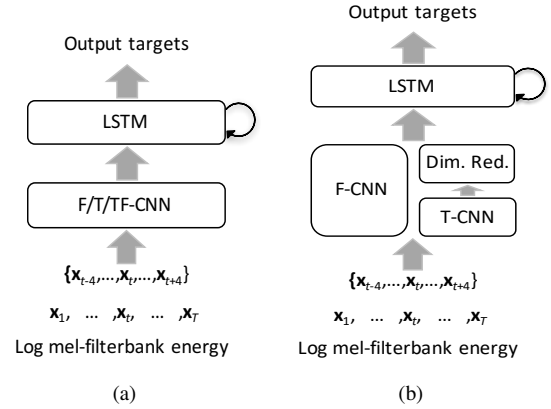 Output targets
LSTM
F/T/TF-CNN
{x_{t-4},...,x_t,...,x_{t+4}}
x_1, ... ,x_t, ... ,x_T
Log mel-filterbank energy
(a)
Output targets
LSTM
F-CNN
Dim. Red.
T-CNN
{x_{t-4},...,x_t,...,x_{t+4}}
x_1, ... ,x_t, ... ,x_T
Log mel-filterbank energy
(b)